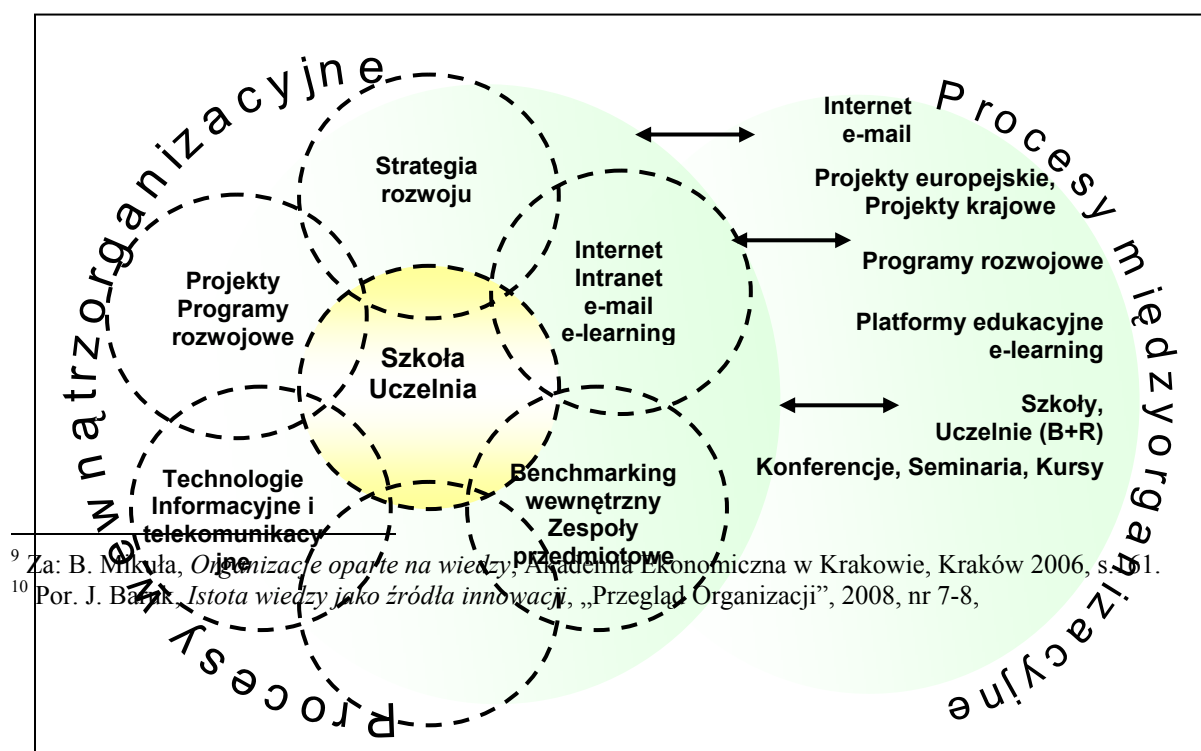 Procesy wewnątrzorganizacyjne
Strategia
rozwoju
Projekty
Programy
rozwojowe
Internet
Intranet
e-mail
e-learning
Szkoła
Uczelnia
Technologie
Informacyjne i
telekomunikacy
jne
Benchmarking
wewnętrzny
Zespoły
przedmiotowe
Internet
e-mail
Projekty europejskie,
Projekty krajowe
Programy rozwojowe
Platformy edukacyjne
e-learning
Szkoły,
Uczelnie (B+R)
Konferencje, Seminaria, Kursy
Procesy międzyorganizacyjne
9 Za: B. Mikuła, Organizacje oparte na wiedzy, Akademia Ekonomiczna w Krakowie, Kraków 2006, s. 161.
10 Por. J. Baruk, Istota wiedzy jako źródła innowacji, „Przegląd Organizacji”, 2008, nr 7-8,